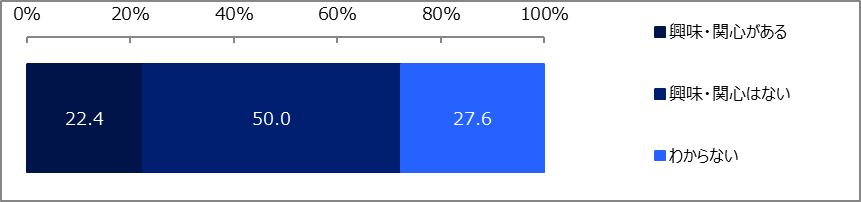 0% 20% 40% 60% 80% 100%
22.4 50.0 27.6
興味・関心がある
興味・関心はない
わからない